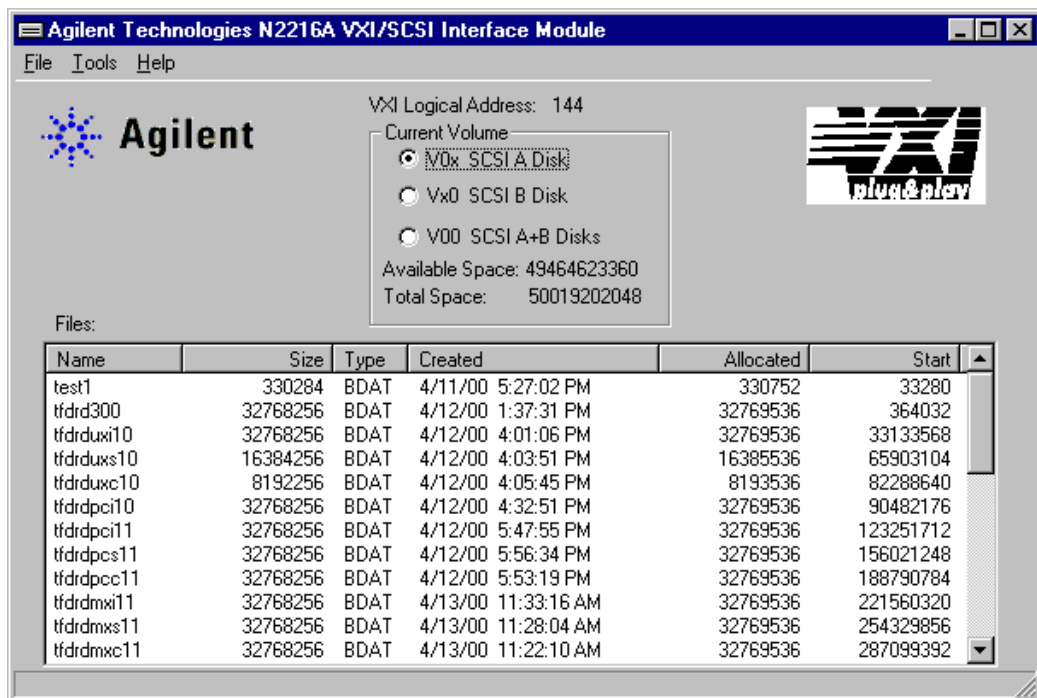 Agilent Technologies N2216A VXI/SCSI Interface Module
File Tools Help
Agilent
VXI Logical Address: 144
Current Volume
V0x SCSI A Disk
Vx0 SCSI B Disk
V00 SCSI A+B Disks
Available Space: 49464623360
Total Space: 50019202048
VXI
plug&play
Files:
Name Size Type Created Allocated Start
test1 330284 BDAT 4/11/00 5:27:02 PM 330752 33280
tfdrd300 32768256 BDAT 4/12/00 1:37:31 PM 32769536 364032
tfdrduxi10 32768256 BDAT 4/12/00 4:01:06 PM 32769536 33133568
tfdrduxs10 16384256 BDAT 4/12/00 4:03:51 PM 16385536 65903104
tfdrduxc10 8192256 BDAT 4/12/00 4:05:45 PM 8193536 82288640
tfdrdpci10 32768256 BDAT 4/12/00 4:32:51 PM 32769536 90482176
tfdrdpci11 32768256 BDAT 4/12/00 5:47:55 PM 32769536 123251712
tfdrdpcs11 32768256 BDAT 4/12/00 5:56:34 PM 32769536 156021248
tfdrdpcc11 32768256 BDAT 4/12/00 5:53:19 PM 32769536 188790784
tfdrdmxi11 32768256 BDAT 4/13/00 11:33:16 AM 32769536 221560320
tfdrdmxs11 32768256 BDAT 4/13/00 11:28:04 AM 32769536 254329856
tfdrdmxc11 32768256 BDAT 4/13/00 11:22:10 AM 32769536 287099392